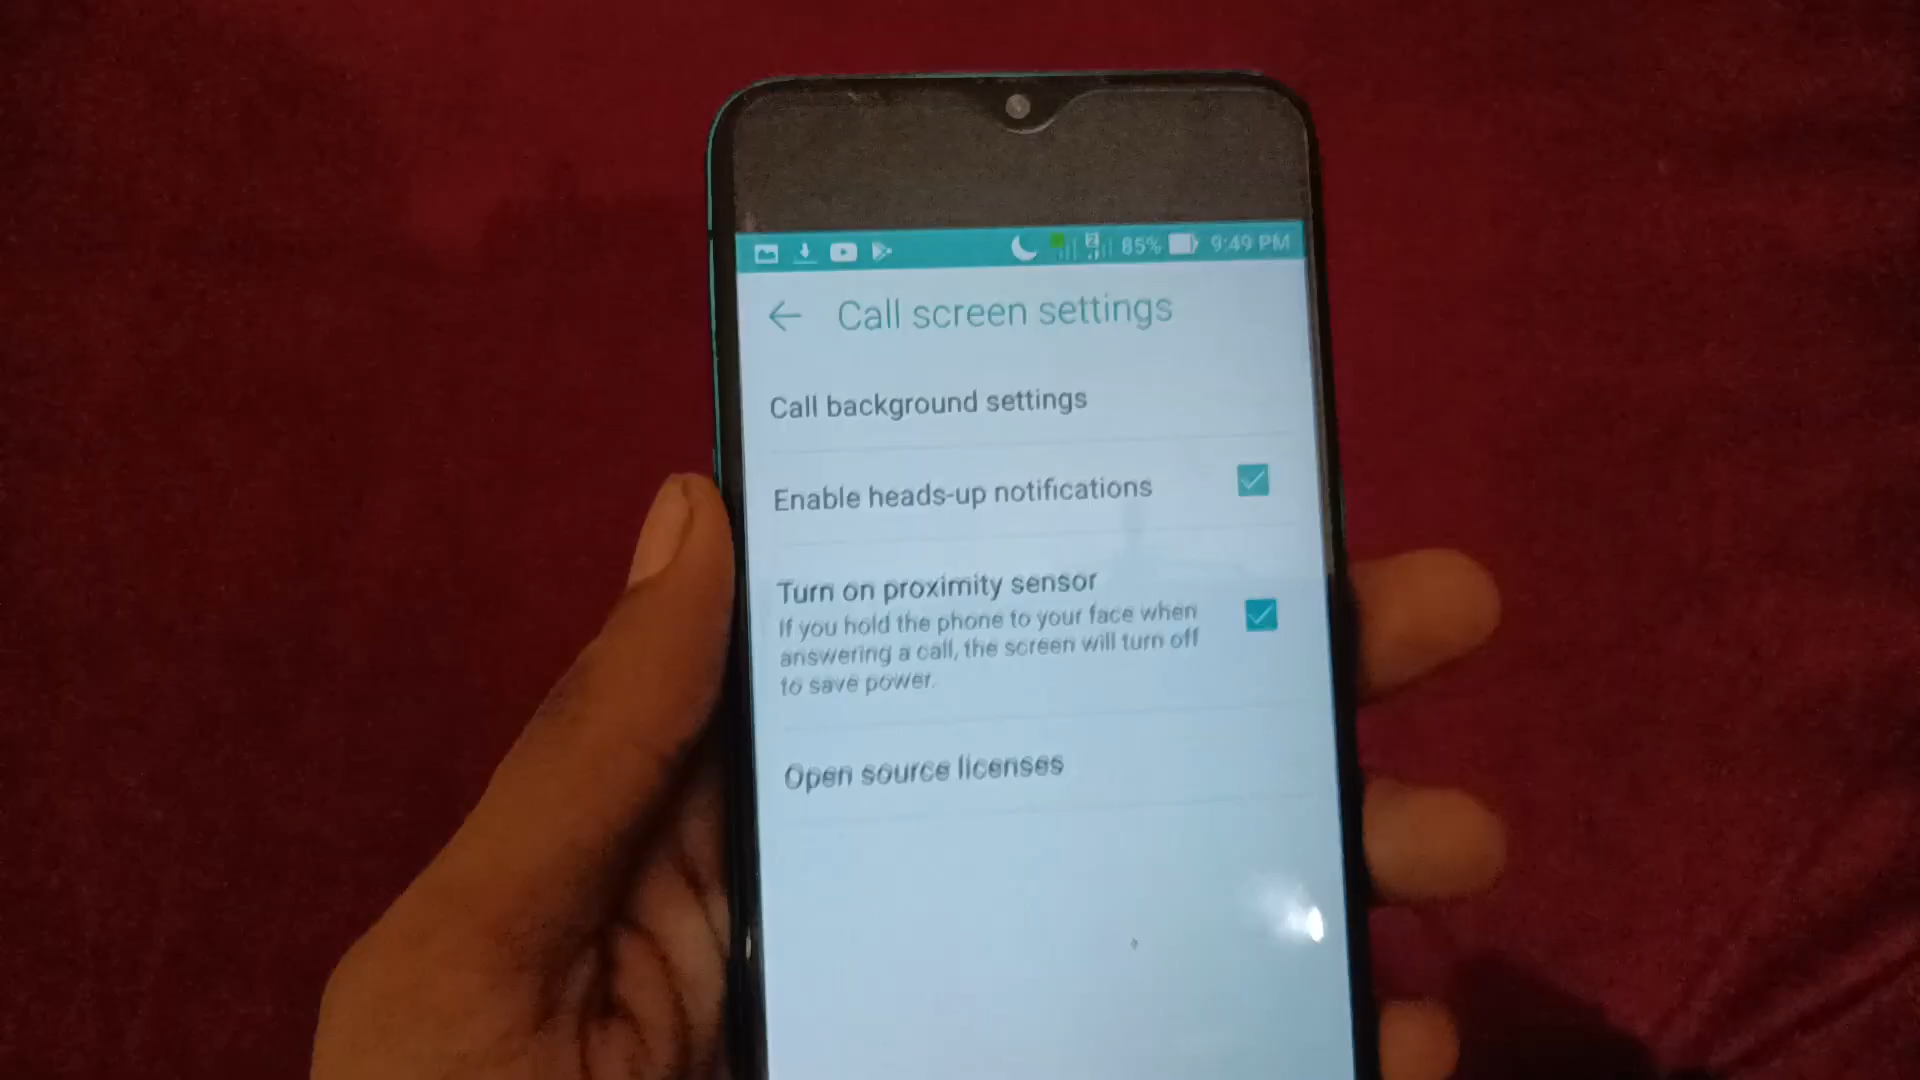 85% 9:49 PM
Call screen settings
Call background settings
Enable heads-up notifications
Turn on proximity sensor
If you hold the phone to your face when
answering a call, the screen will turn off
to save power.
Open source licenses